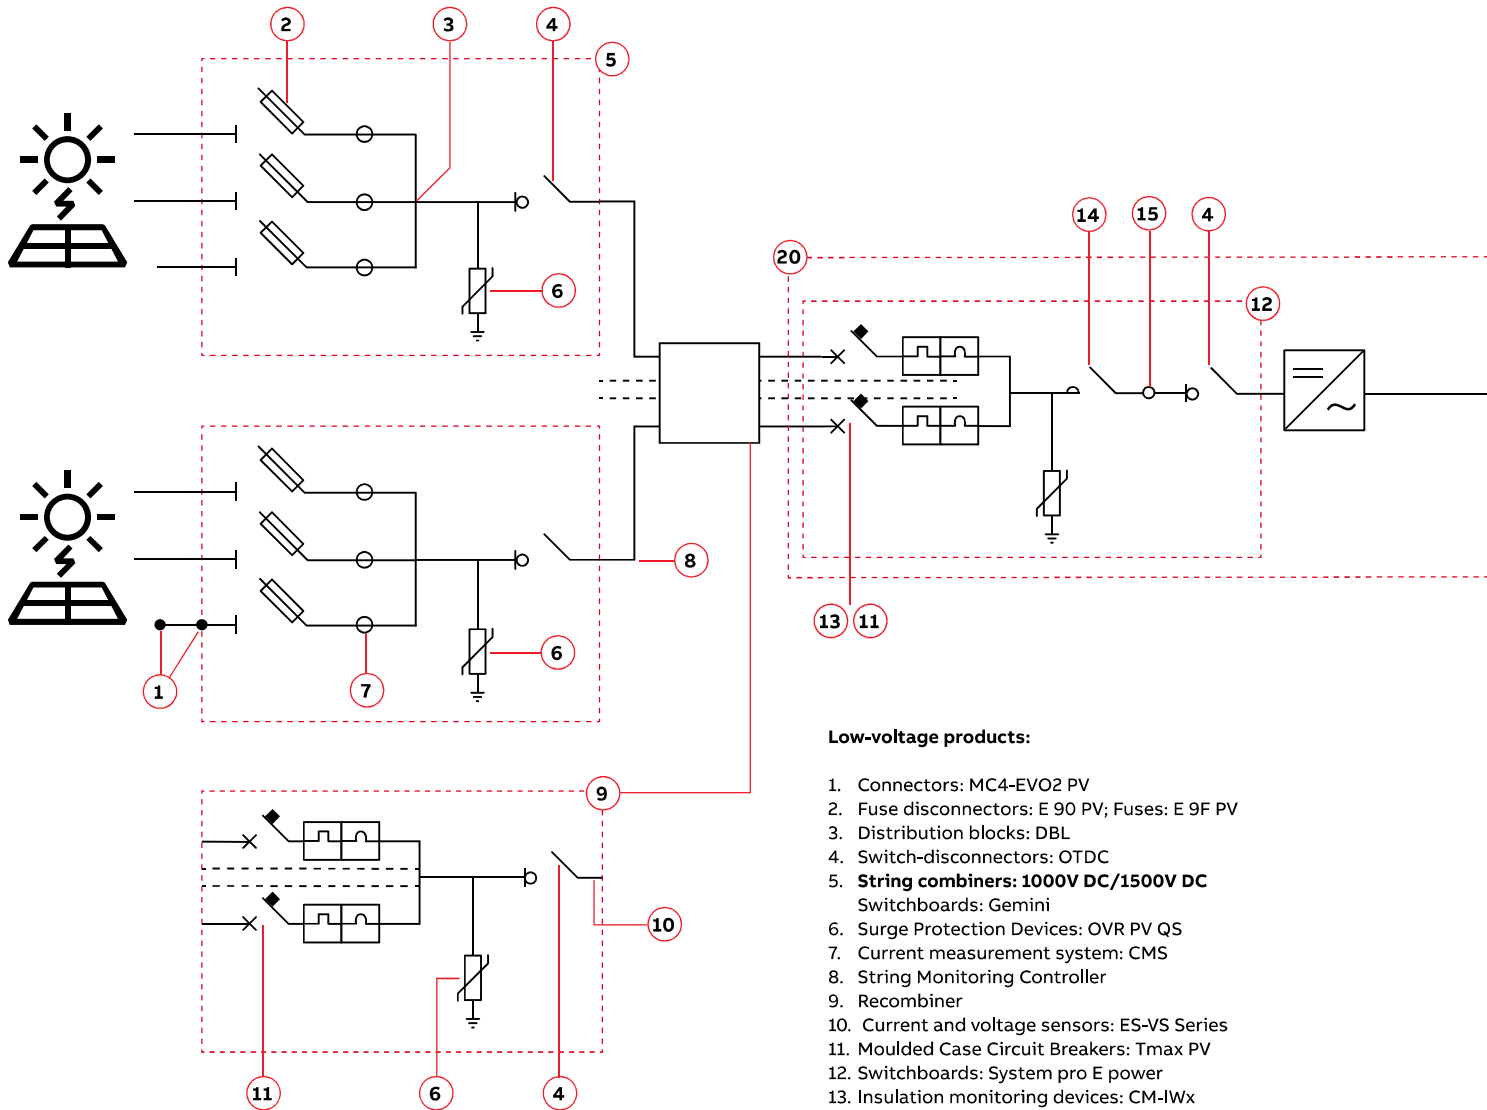 2
3
4
5
6
14
15
4
20
12
9
8
6
1
7
13
11
10
11
6
4
Low-voltage products:
1. Connectors: MC4-EVO2 PV
2. Fuse disconnectors: E 90 PV; Fuses: E 9F PV
3. Distribution blocks: DBL
4. Switch-disconnectors: OTDC
5. String combiners: 1000V DC/1500V DC
Switchboards: Gemini
6. Surge Protection Devices: OVR PV QS
7. Current measurement system: CMS
8. String Monitoring Controller
9. Recombiner
10. Current and voltage sensors: ES-VS Series
11. Moulded Case Circuit Breakers: Tmax PV
12. Switchboards: System pro E power
13. Insulation monitoring devices: CM-IWx